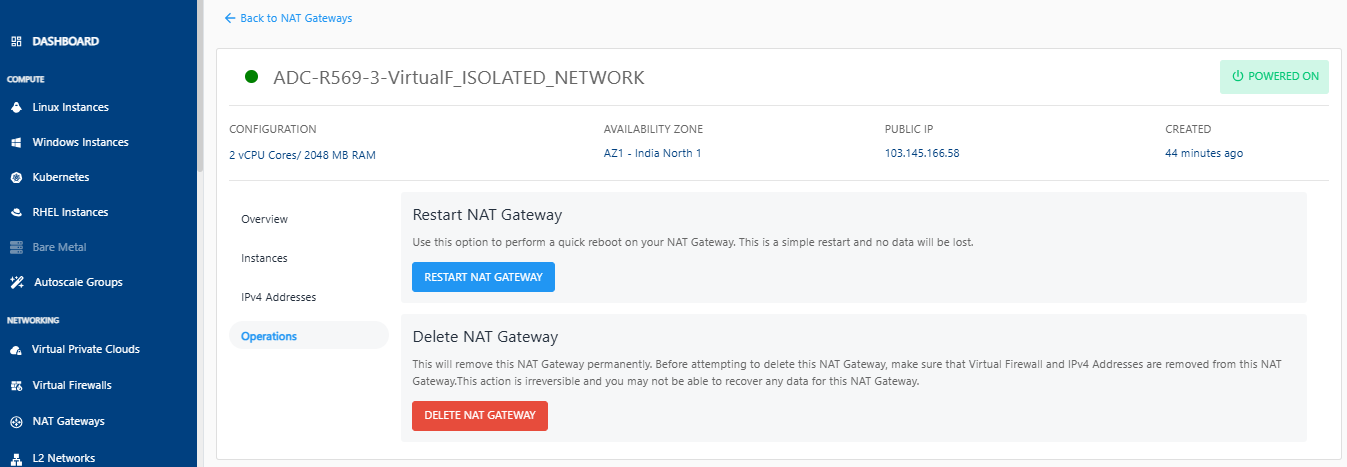 Back to NAT Gateways
DASHBOARD
COMPUTE
Linux Instances
Windows Instances
Kubernetes
RHEL Instances
Bare Metal
Autoscale Groups
NETWORKING
Virtual Private Clouds
Virtual Firewalls
NAT Gateways
L2 Networks
ADC-R569-3-VirtualF_ISOLATED_NETWORK
POWERED ON
CONFIGURATION
2 vCPU Cores/ 2048 MB RAM
AVAILABILITY ZONE
AZ1 - India North 1
PUBLIC IP
103.145.166.58
CREATED
44 minutes ago
Overview
Instances
IPv4 Addresses
Operations
Restart NAT Gateway
Use this option to perform a quick reboot on your NAT Gateway. This is a simple restart and no data will be lost.
RESTART NAT GATEWAY
Delete NAT Gateway
This will remove this NAT Gateway permanently. Before attempting to delete this NAT Gateway, make sure that Virtual Firewall and IPv4 Addresses are removed from this NAT
Gateway.This action is irreversible and you may not be able to recover any data for this NAT Gateway.
DELETE NAT GATEWAY